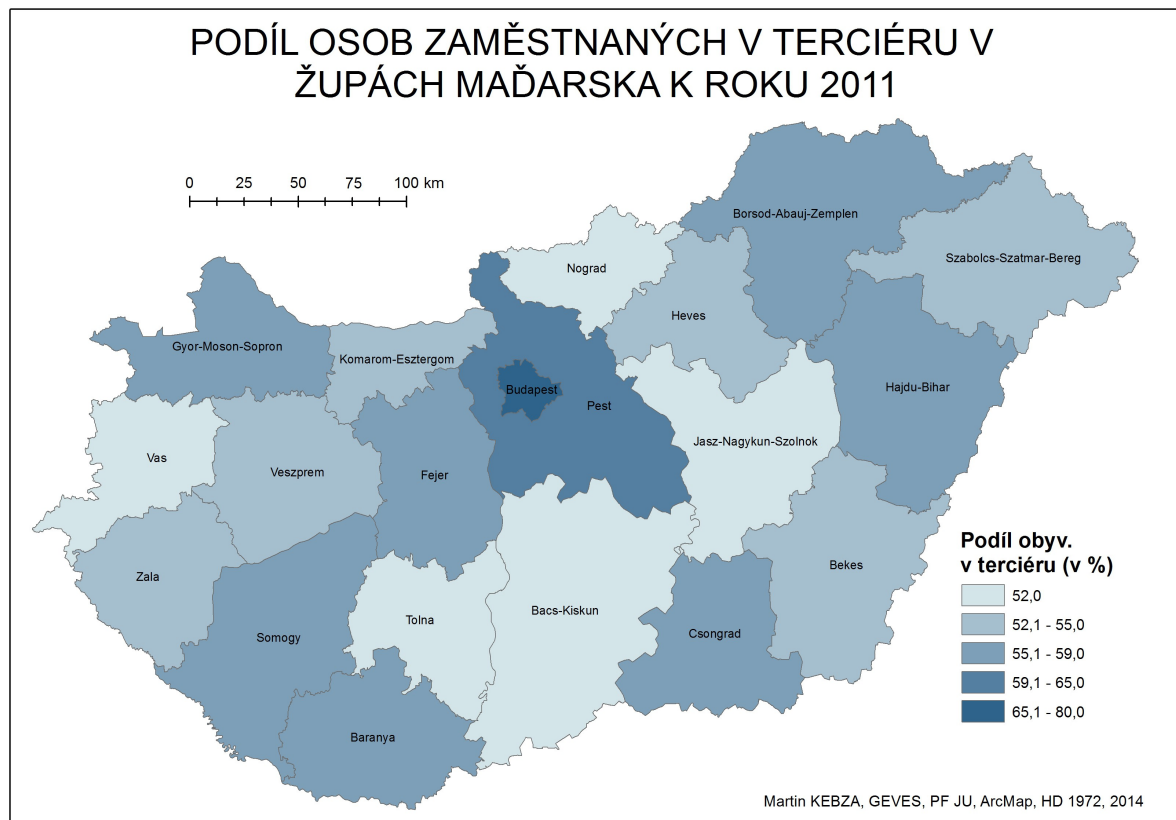 PODÍL OSOB ZAMĚSTNANÝCH V TERCIÉRU V
ŽUPÁCH MAĎARSKA K ROKU 2011
0 25 50 75 100 km
Borsod-Abauj-Zemplen
Szabolcs-Szatmar-Bereg
Nograd
Heves
Gyor-Moson-Sopron
Komarom-Esztergom
Budapest
Pest
Hajdu-Bihar
Jasz-Nagykun-Szolnok
Vas
Veszprem
Fejer
Zala
Bekes
Somogy
Tolna
Bacs-Kiskun
Csongrad
Baranya
Podíl obyv.
v terciéru (v %)
52,0
52,1 - 55,0
55,1 - 59,0
59,1 - 65,0
65,1 - 80,0
Martin KEBZA, GEVES, PF JU, ArcMap, HD 1972, 2014